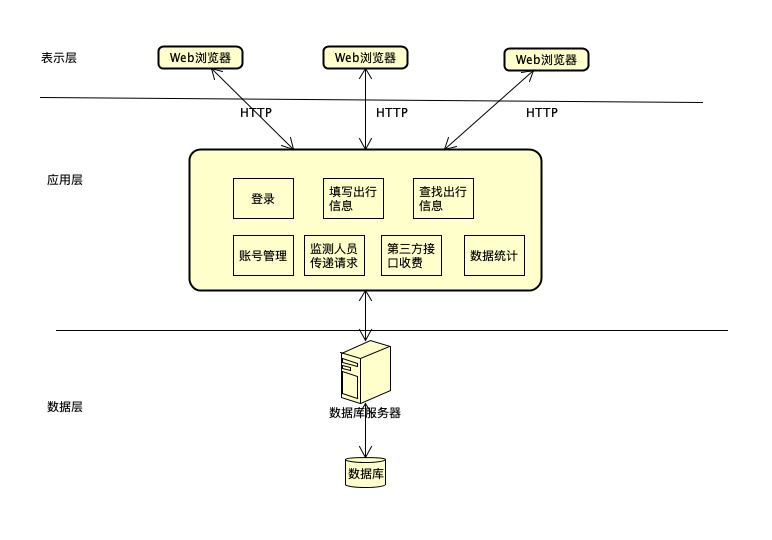 表示层
Web浏览器
Web浏览器
Web浏览器
HTTP
HTTP
HTTP
应用层
登录
填写出行
信息
查找出行
信息
账号管理
监测人员
传递请求
第三方接
口收费
数据统计
数据层
数据库服务器
数据库